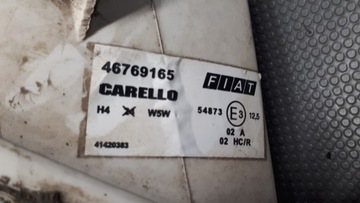 46769165 FIAT
CARELLO
H4 W5W 54873 E3 12,5
02 A
02 HC/R
41420383